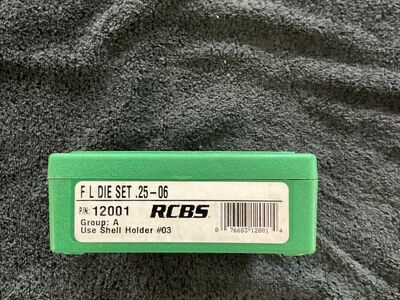 F L DIE SET .25-06
P/N: 12001 RCBS
Group: A
Use Shell Holder #03
0 76683 12001 4